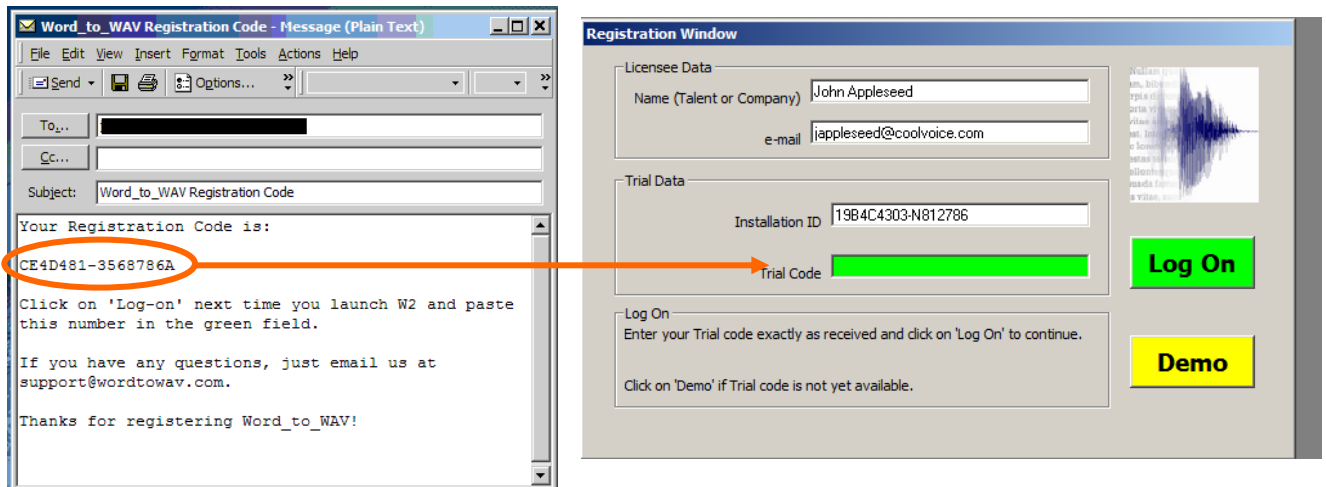 Word_to_WAV Registration Code - Message (Plain Text)
File Edit View Insert Format Tools Actions Help
Send Options...
To...
Cc...
Subject: Word_to_WAV Registration Code
Your Registration Code is:
CE4D481-3568786A
Click on 'Log-on' next time you launch W2 and paste
this number in the green field.
If you have any questions, just email us at
support@wordtowav.com.
Thanks for registering Word_to_WAV!
Registration Window
Licensee Data
Name (Talent or Company) John Appleseed
e-mail jappleseed@coolvoice.com
Trial Data
Installation ID 19B4C4303-N812786
Trial Code
Log On
Enter your Trial code exactly as received and click on 'Log On' to continue.
Click on 'Demo' if Trial code is not yet available.
Log On
Demo